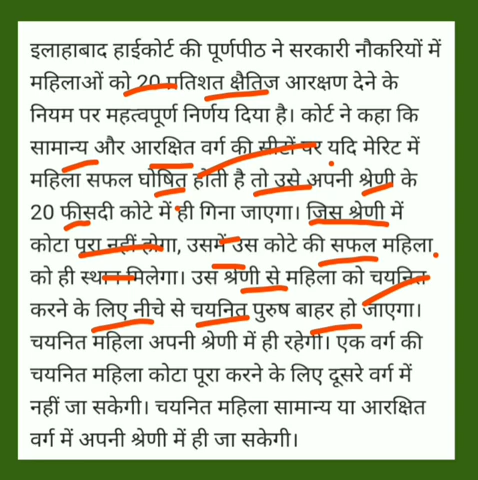 इलाहाबाद हाईकोर्ट की पूर्णपीठ ने सरकारी नौकरियों में
महिलाओं को 20 प्रतिशत क्षैतिज आरक्षण देने के
नियम पर महत्वपूर्ण निर्णय दिया है। कोर्ट ने कहा कि
सामान्य और आरक्षित वर्ग की सीटों पर यदि मेरिट में
महिला सफल घोषित होती है तो उसे अपनी श्रेणी के
20 फीसदी कोटे में ही गिना जाएगा। जिस श्रेणी में
कोटा पूरा नहीं होगा, उसमें उस कोटे की सफल महिला
को ही स्थान मिलेगा। उस श्रेणी से महिला को चयनित
करने के लिए नीचे से चयनित पुरुष बाहर हो जाएगा।
चयनित महिला अपनी श्रेणी में ही रहेगी। एक वर्ग की
चयनित महिला कोटा पूरा करने के लिए दूसरे वर्ग में
नहीं जा सकेगी। चयनित महिला सामान्य या आरक्षित
वर्ग में अपनी श्रेणी में ही जा सकेगी।